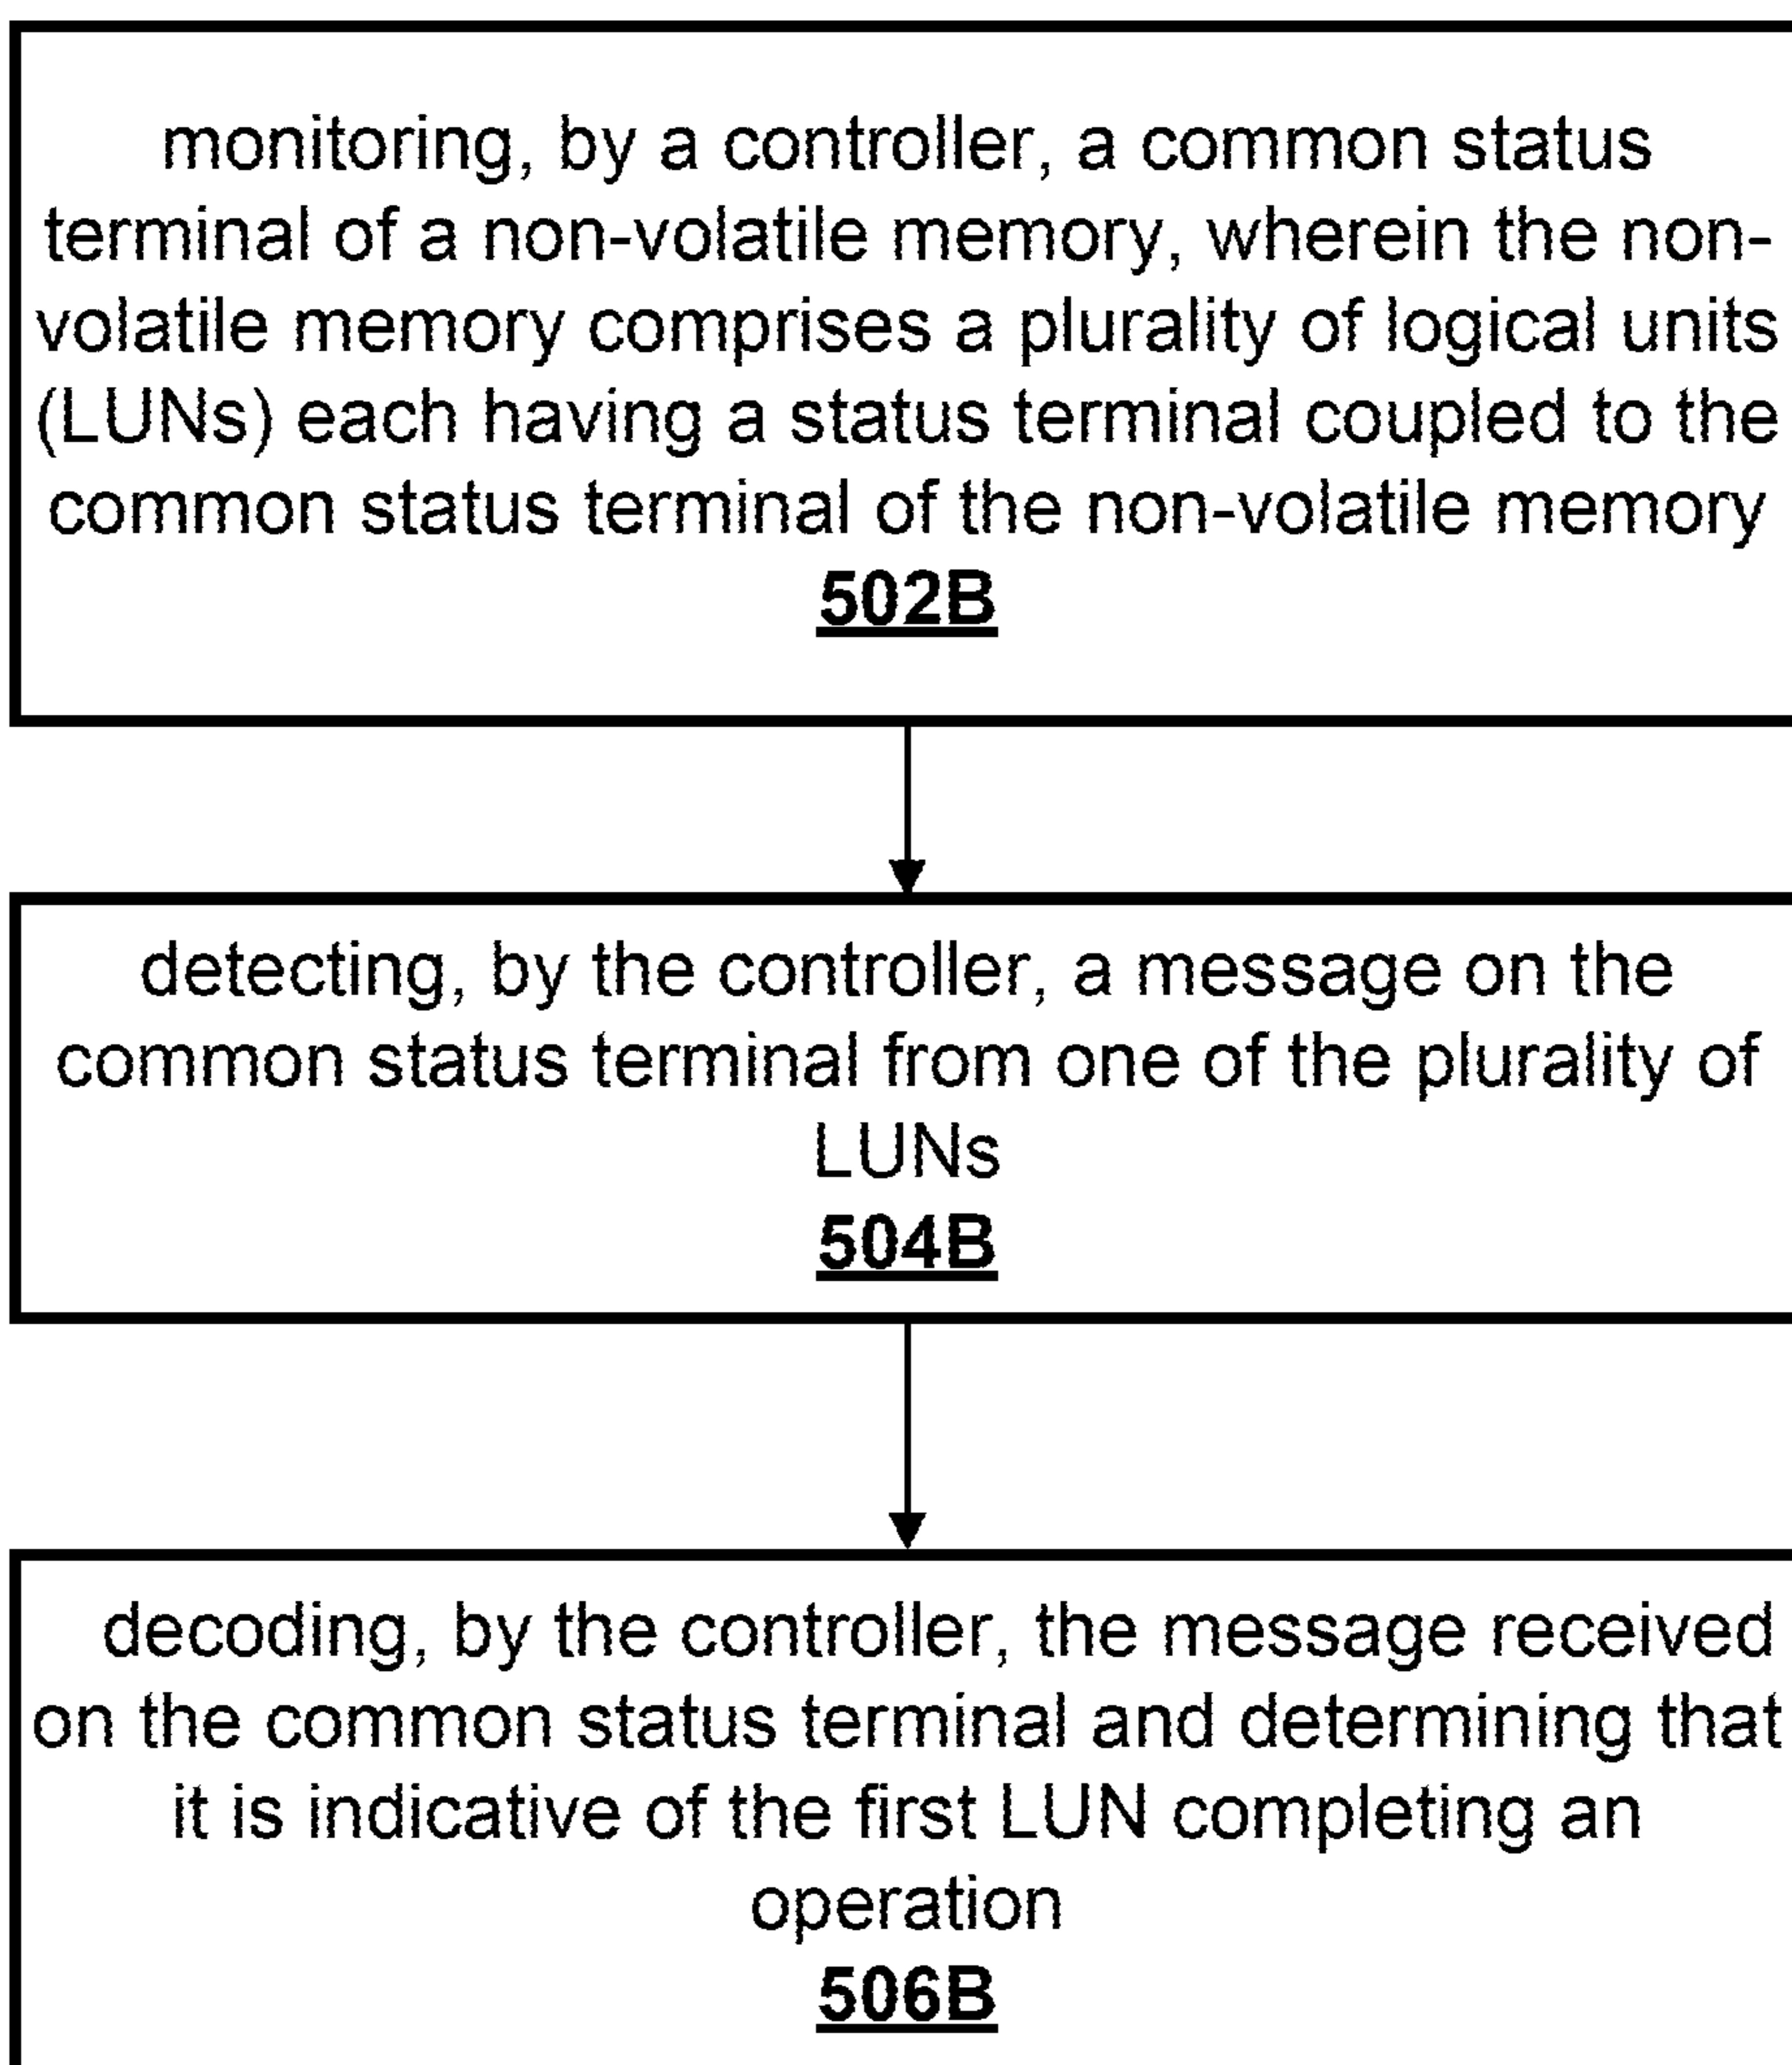 monitoring, by a controller, a common status
terminal of a non-volatile memory, wherein the non-
volatile memory comprises a plurality of logical units
(LUNs) each having a status terminal coupled to the
common status terminal of the non-volatile memory
502B
detecting, by the controller, a message on the
common status terminal from one of the plurality of
LUNs
504B
decoding, by the controller, the message received
on the common status terminal and determining that
it is indicative of the first LUN completing an
operation
506B